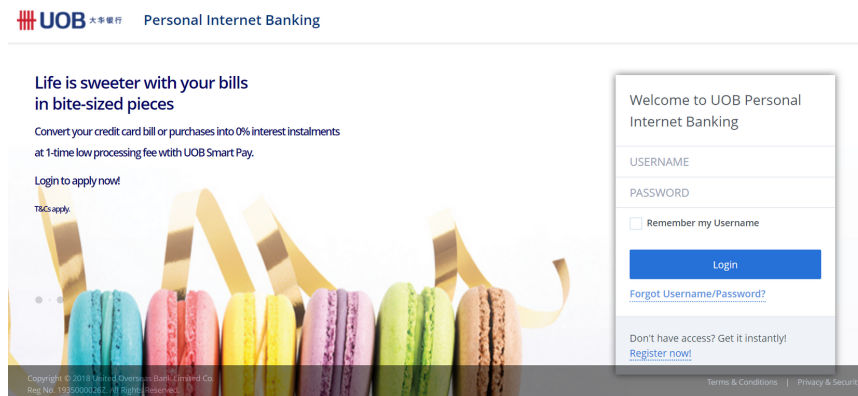 UOB 大华银行 Personal Internet Banking
Life is sweeter with your bills
in bite-sized pieces
Convert your credit card bill or purchases into 0% interest instalments
at 1-time low processing fee wtith UOB Smart Pay.
Login to apply now!
T&Cs apply.
Welcome to UOB Personal
Internet Banking
USERNAME
PASSWORD
Remember my Username
Login
Forgot Username/Password?
Don't have access? Get it instantly!
Register now!
Copyright © 2018 United Overseas Bank Limited Co.
Reg No. 193500026Z. All Rights Reserved.
Terms & Conditions | Privacy & Securit